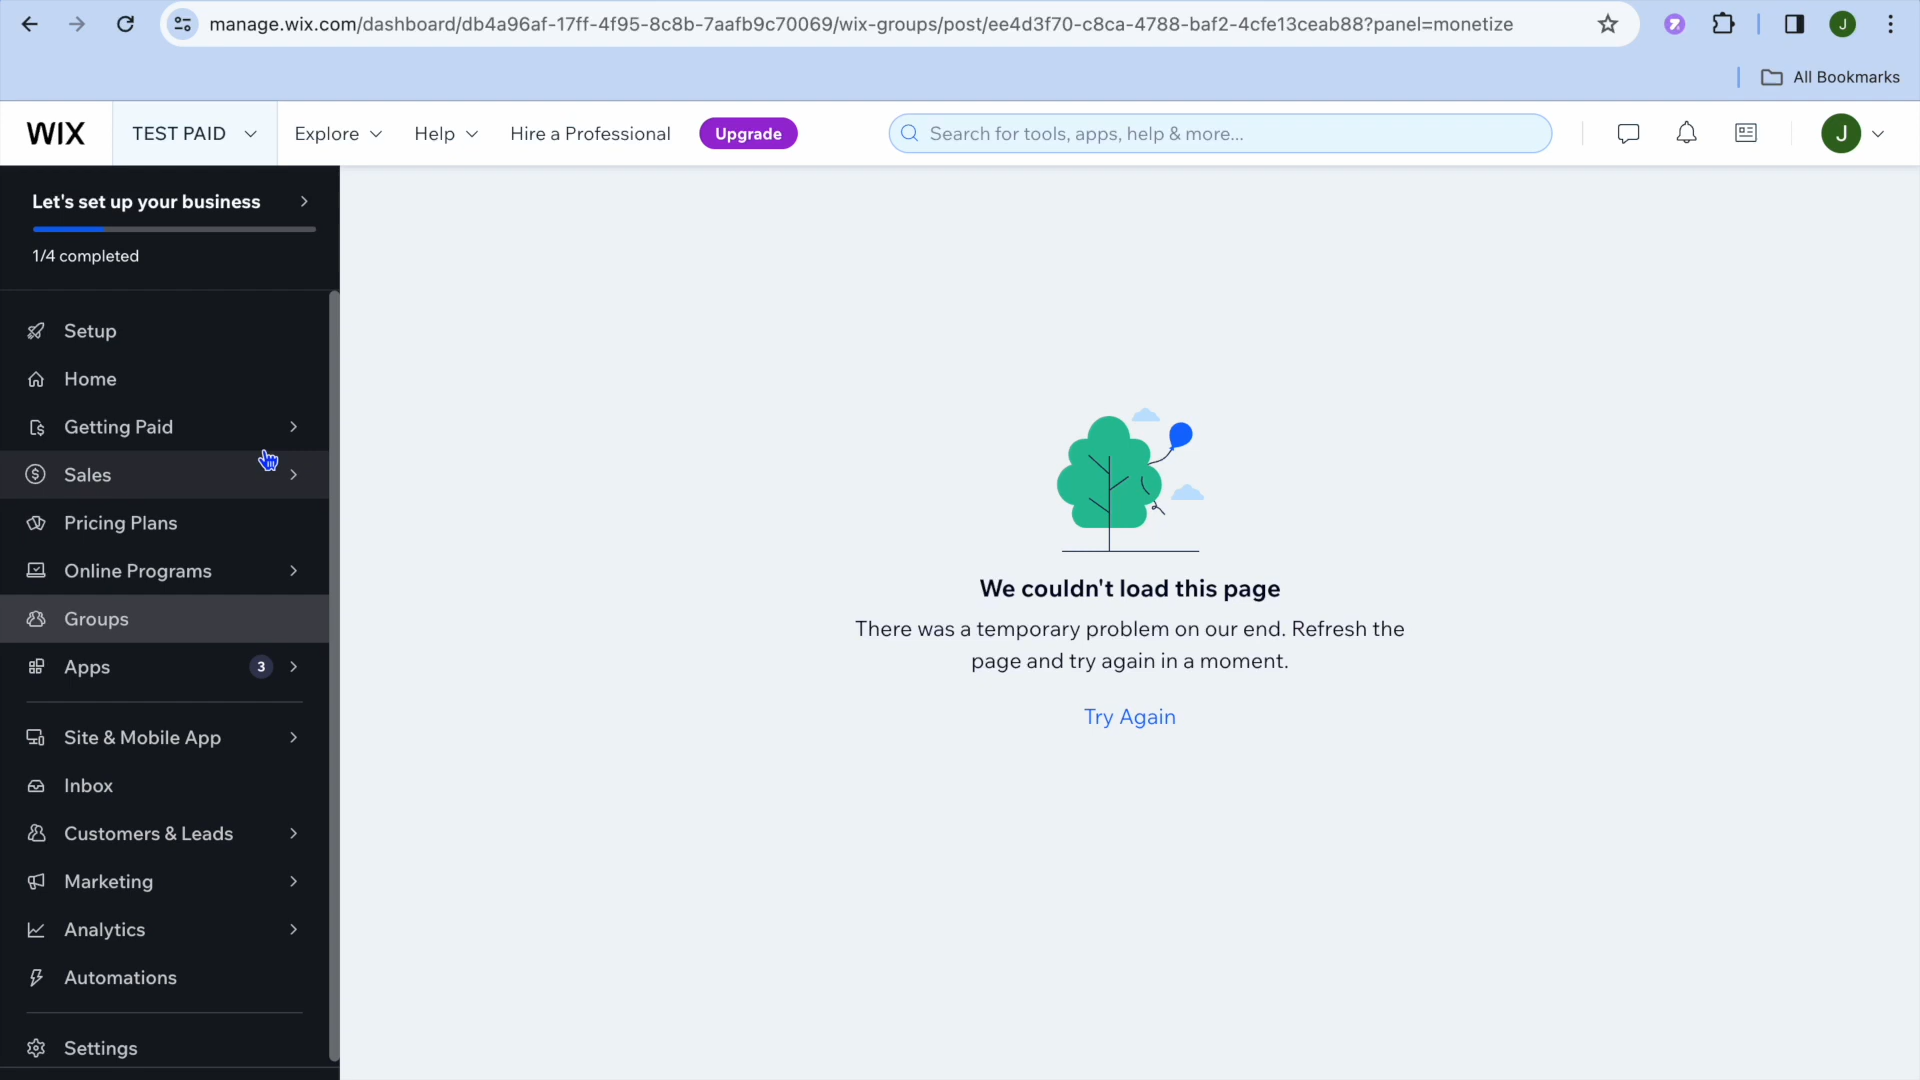 manage.wix.com/dashboard/db4a96af-17ff-4f95-8c8b-7aafb9c70069/wix-groups/post/ee4d3f70-c8ca-4788-baf2-4cfe13ceab88?panel=monetize
J
All Bookmarks
WIX
TEST PAID
Explore
Help
Hire a Professional
Upgrade
Search for tools, apps, help & more...
J
Let's set up your business
1/4 completed
Setup
Home
Getting Paid
Sales
Pricing Plans
Online Programs
Groups
Apps 3
Site & Mobile App
Inbox
Customers & Leads
Marketing
Analytics
Automations
Settings
We couldn't load this page
There was a temporary problem on our end. Refresh the
page and try again in a moment.
Try Again